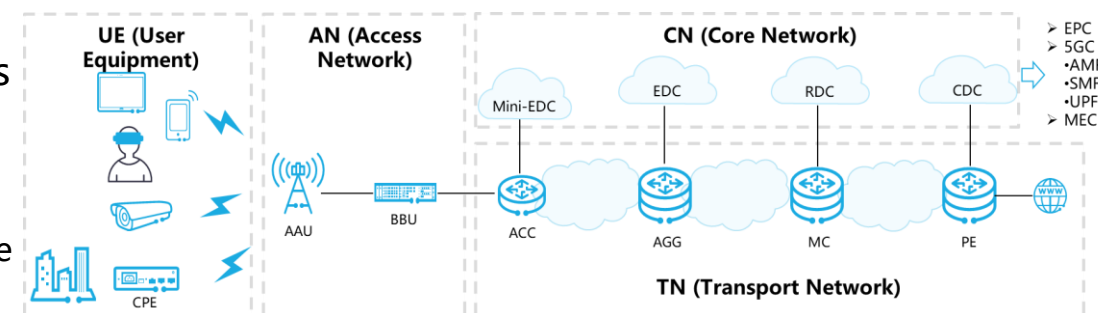 UE (User
Equipment)
AN (Access
Network)
CN (Core Network)
EPC
5GC
•AMF
•SMF
•UPF
MEC
s
Mini-EDC
EDC
RDC
CDC
WWW
AAU
BBU
ACC
AGG
MC
PE
e
CPE
TN (Transport Network)